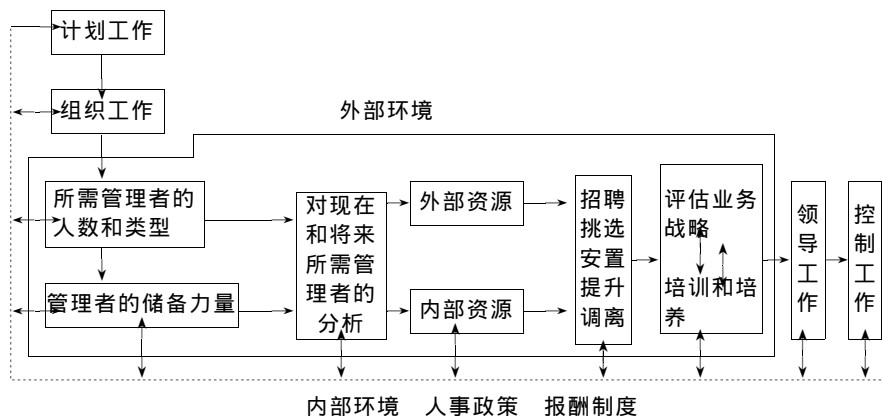 计划工作
组织工作
外部环境
所需管理者的
人数和类型
管理者的储备力量
对现在
和将来
所需管
理者的
分析
外部资源
内部资源
招聘
挑选
安置
提升
调离
评估业务
战略
培训和培
养
领
导
工
作
控
制
工
作
内部环境 人事政策 报酬制度